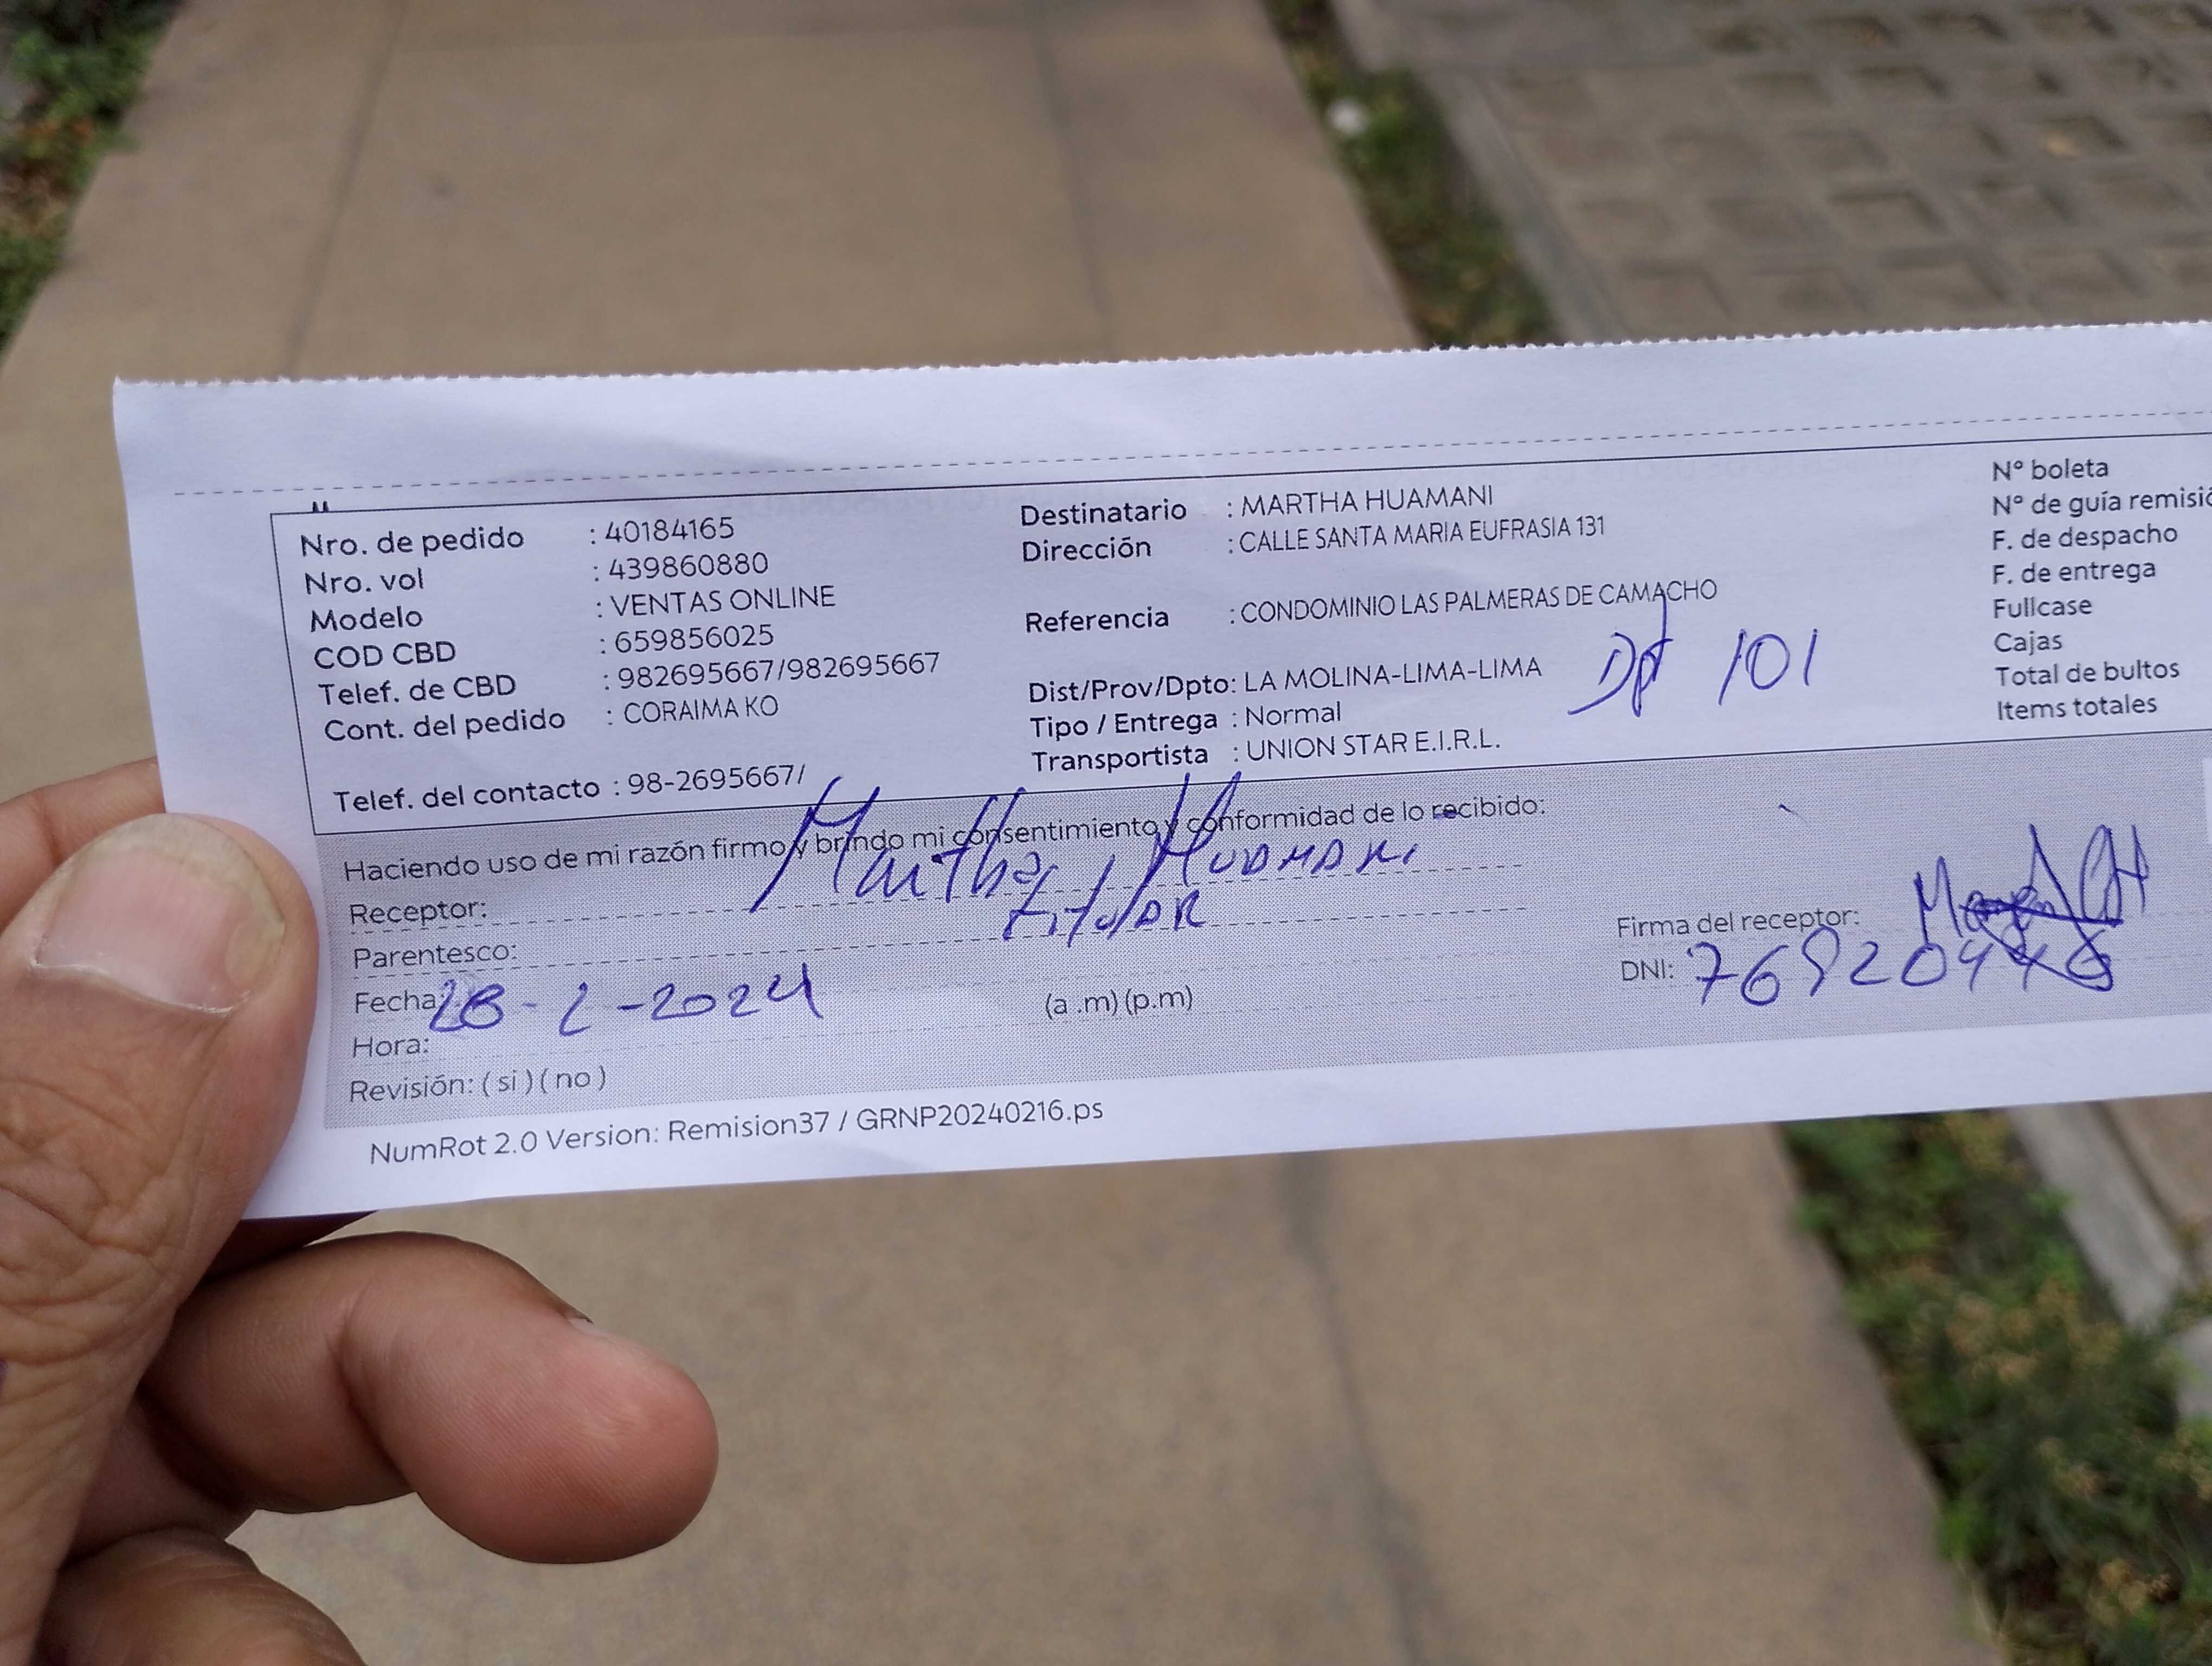 Nro. de pedido : 40184165
Nro. vol : 439860880
Modelo : VENTAS ONLINE
COD CBD : 659856025
Telef. de CBD : 982695667/982695667
Cont. del pedido : CORAIMA KO
Telef. del contacto : 98-2695667/
Destinatario : MARTHA HUAMANI
Dirección : CALLE SANTA MARIA EUFRASIA 131
Referencia : CONDOMINIO LAS PALMERAS DE CAMACHO
Dpt 101
Dist/Prov/Dpto: LA MOLINA-LIMA-LIMA
Tipo / Entrega : Normal
Transportista : UNION STAR E.I.R.L.
N° boleta
N° de guía remisió
F. de despacho
F. de entrega
Fullcase
Cajas
Total de bultos
Items totales
Haciendo uso de mi razón firmo y brindo mi consentimiento y conformidad de lo recibido:
Receptor: Martha Huamani
Parentesco: titular
Fecha: 28-2-2024
Hora: (a .m) (p.m)
Revisión: ( si ) ( no )
Firma del receptor:
DNI:
NumRot 2.0 Version: Remision37 / GRNP20240216.ps